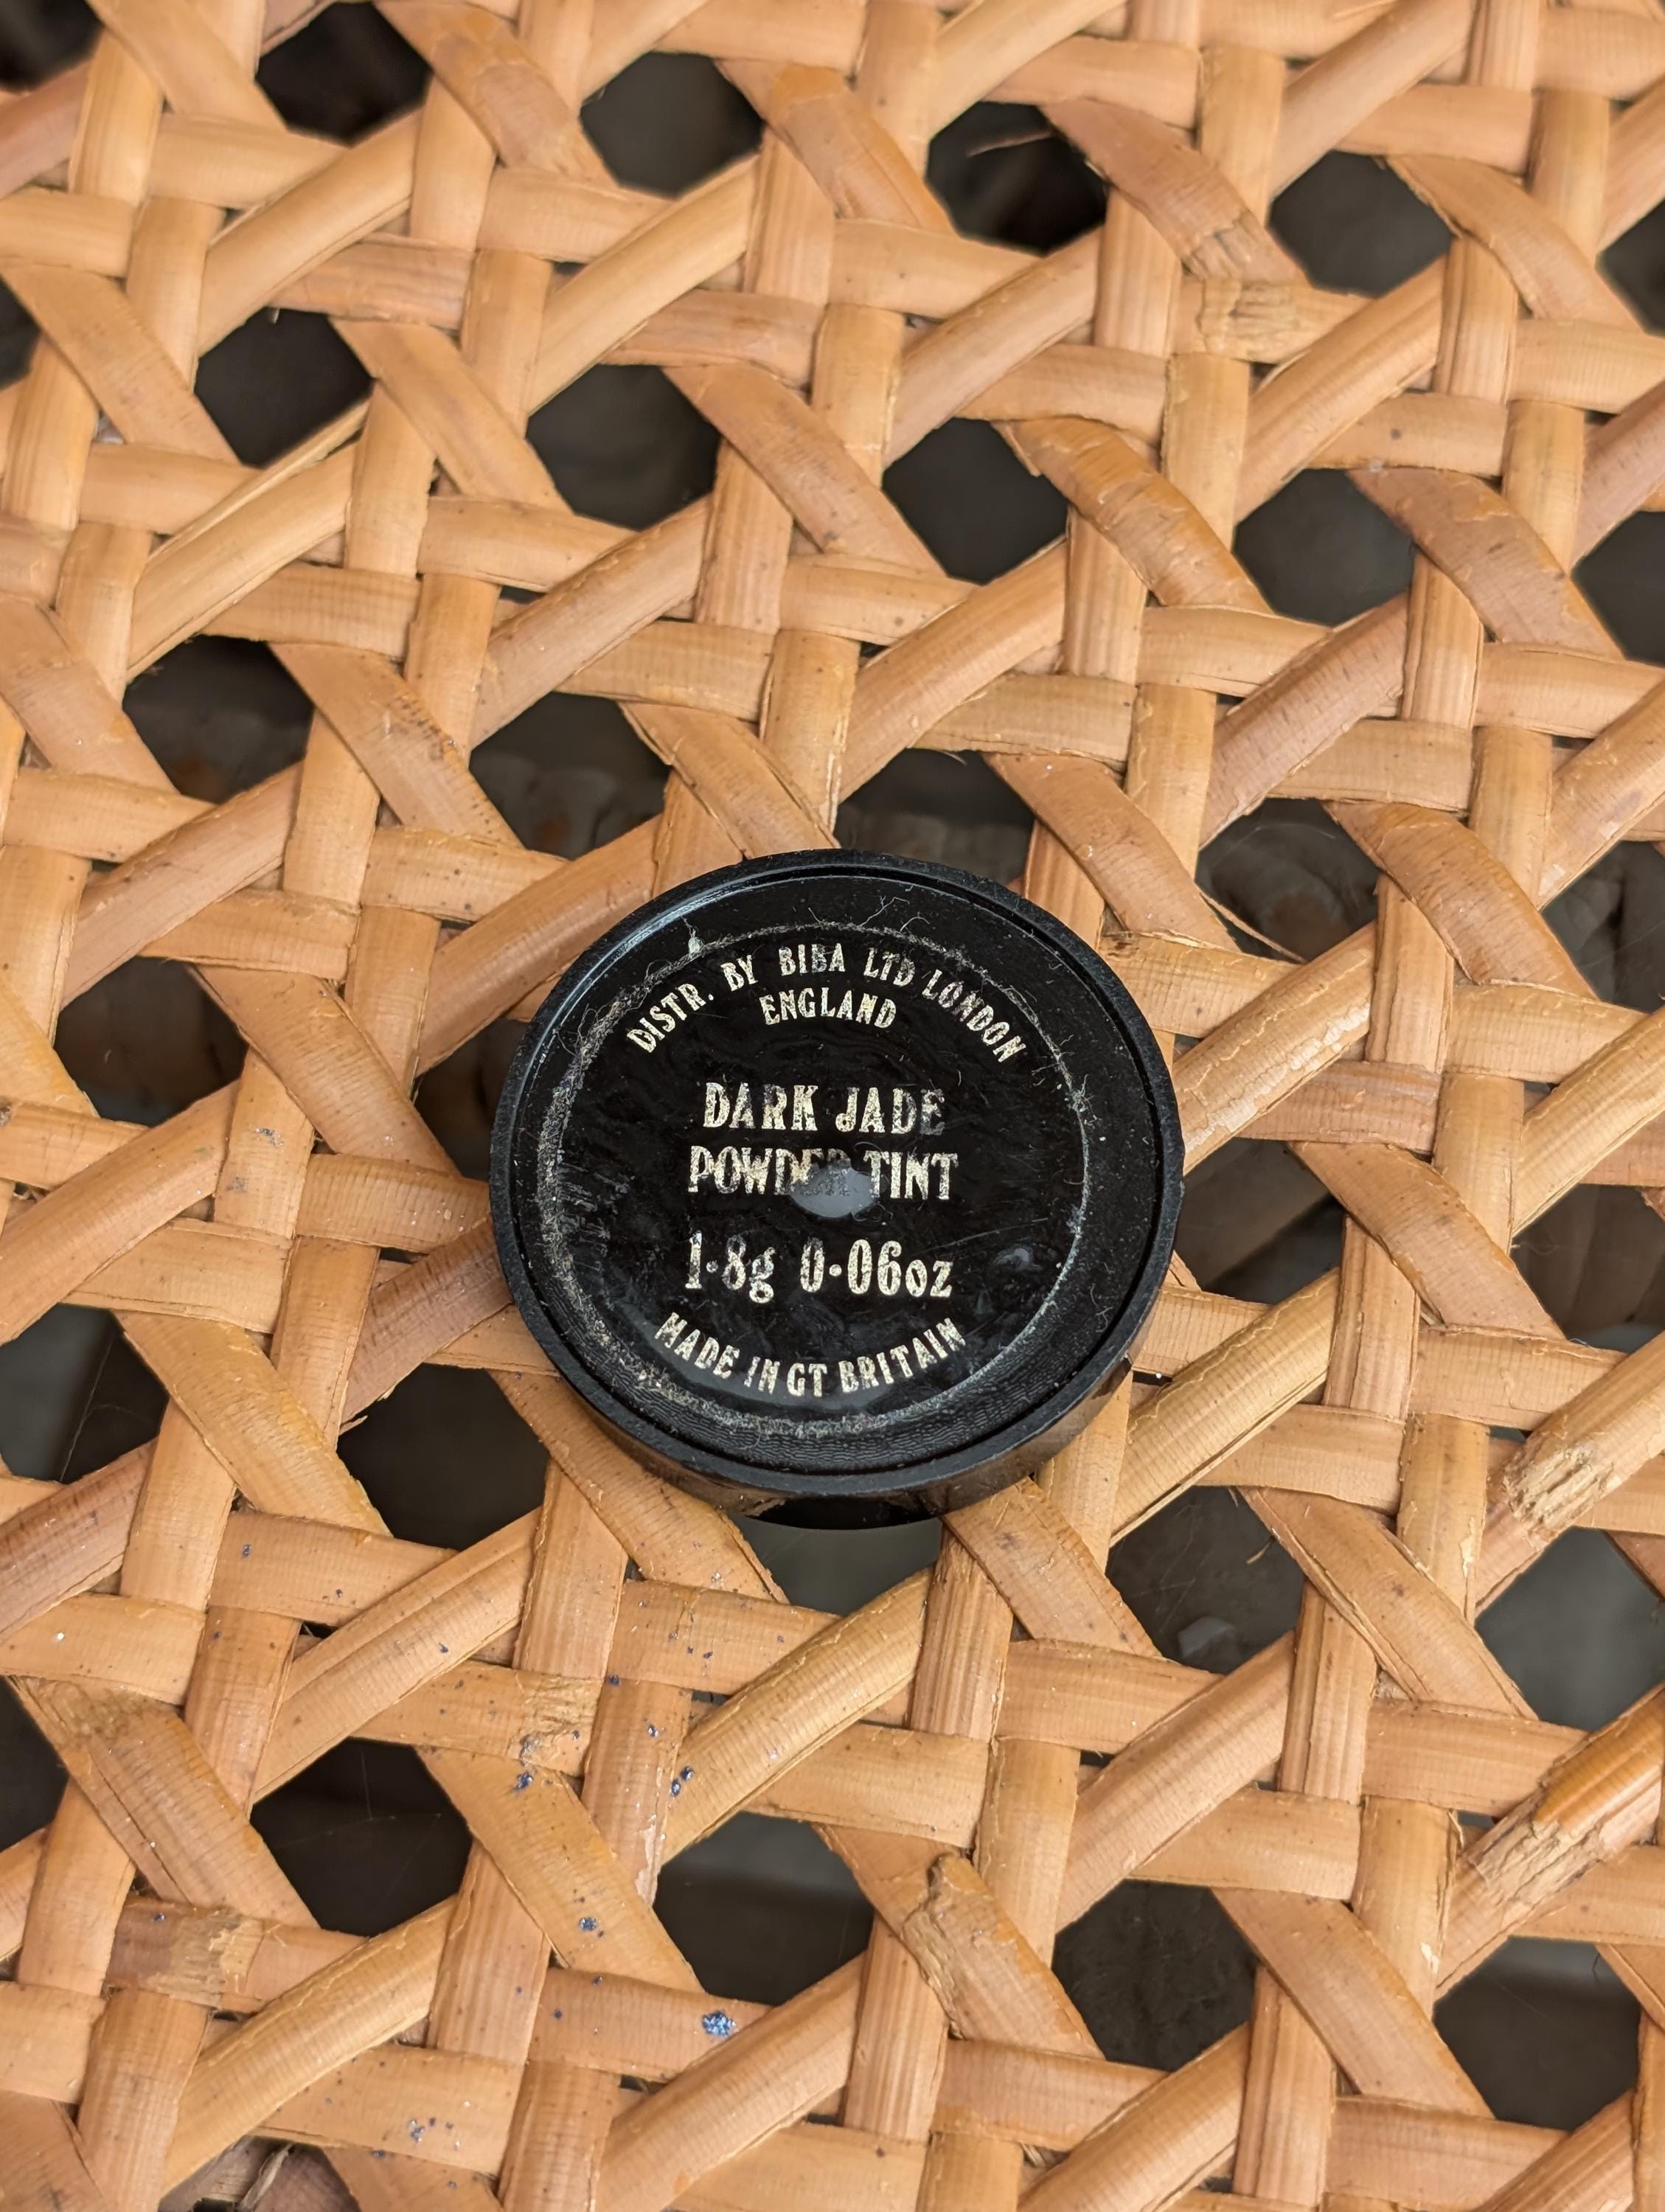 DISTR. BY BIBA LTD LONDON
ENGLAND
DARK JADE
POWDER TINT
1·8g 0·06oz
MADE IN GT BRITAIN